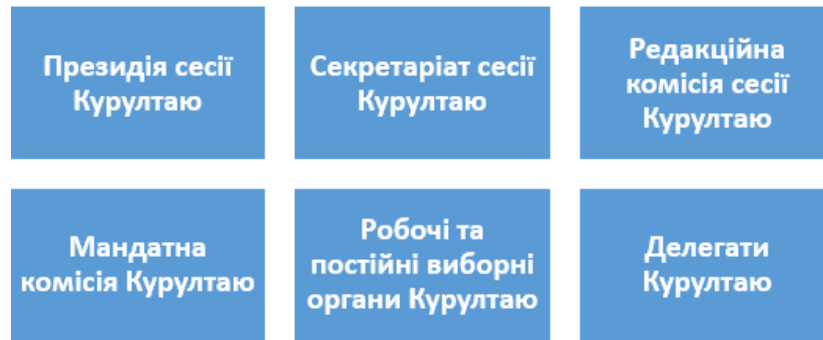 Президія сесії
Курултаю
Секретаріат сесії
Курултаю
Редакційна
комісія сесії
Курултаю
Мандатна
комісія Курултаю
Робочі та
постійні виборні
органи Курултаю
Делегати
Курултаю